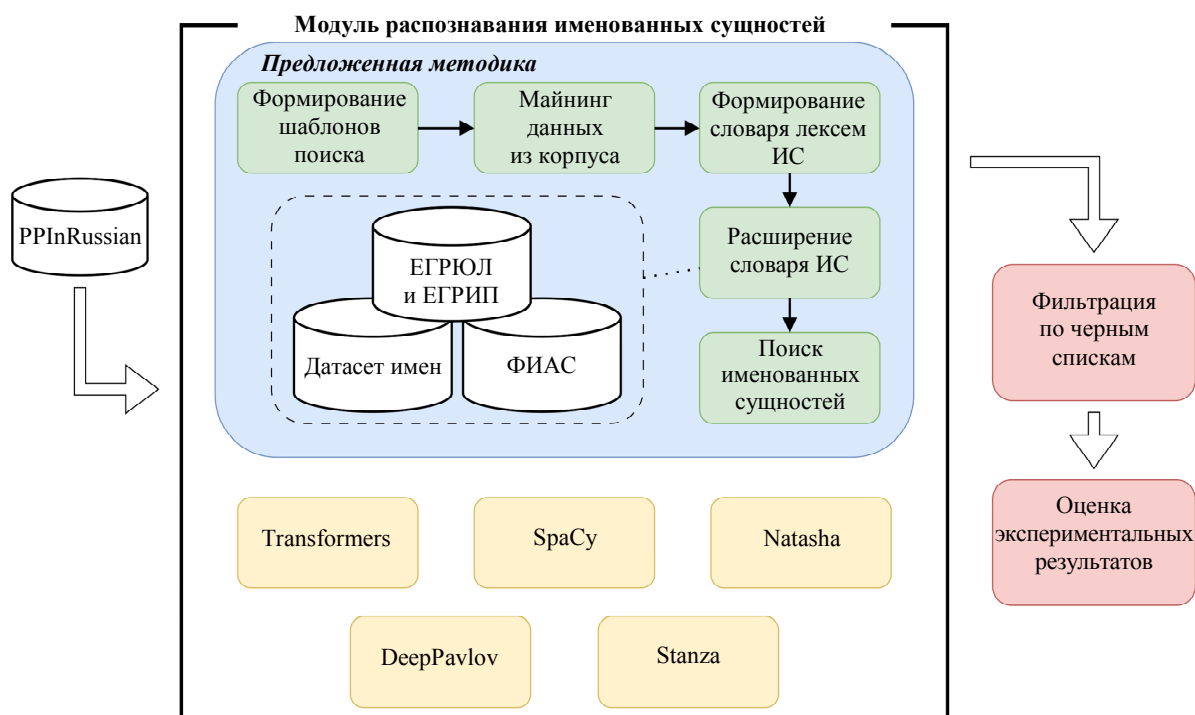 Модуль распознавания именованных сущностей
Предложенная методика
Формирование
шаблонов
поиска
Майнинг
данных
из корпуса
Формирование
словаря лексем
ИС
PPInRussian
ЕГРЮЛ
и ЕГРИП
Датасет имен
ФИАС
Расширение
словаря ИС
Поиск
именованных
сущностей
Transformers
SpaCy
Natasha
DeepPavlov
Stanza
Фильтрация
по черным
спискам
Оценка
экспериментальных
результатов